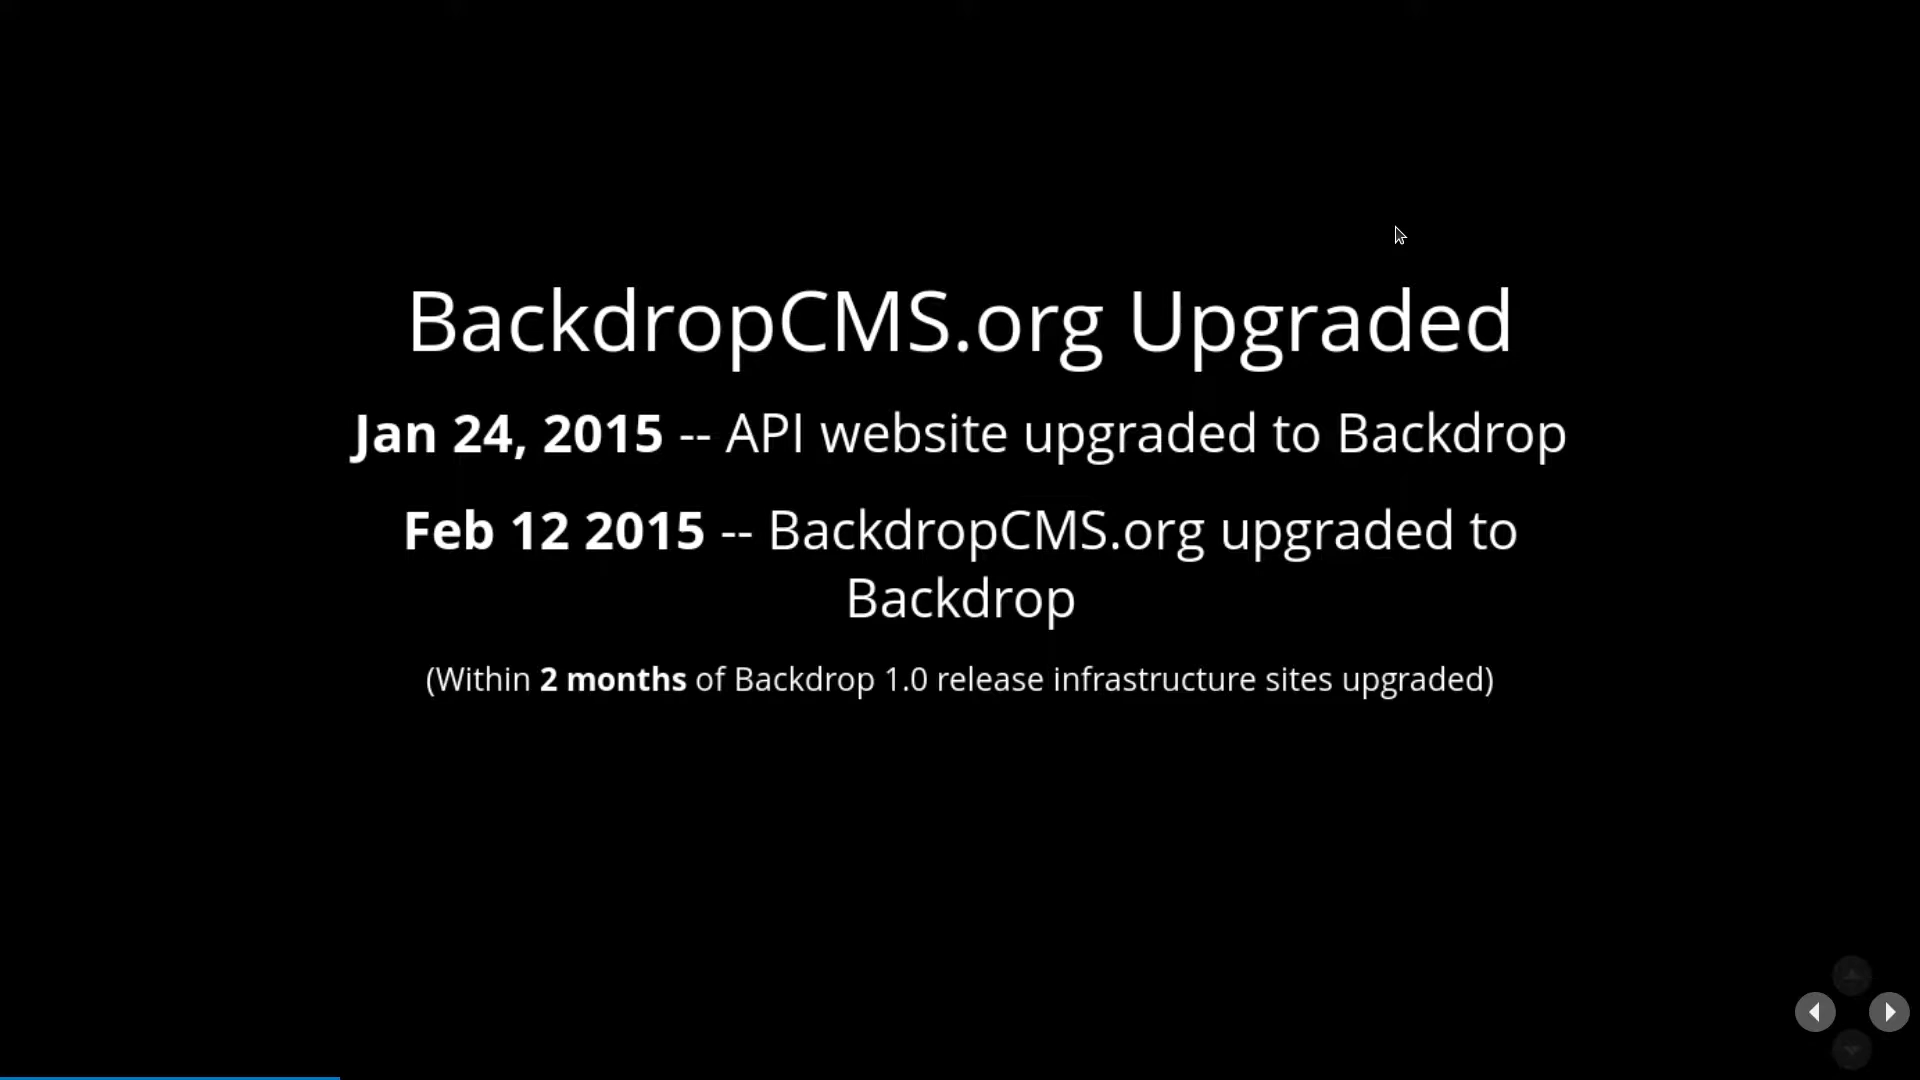 BackdropCMS.org Upgraded
Jan 24, 2015 -- API website upgraded to Backdrop
Feb 12 2015 -- BackdropCMS.org upgraded to
Backdrop
(Within 2 months of Backdrop 1.0 release infrastructure sites upgraded)